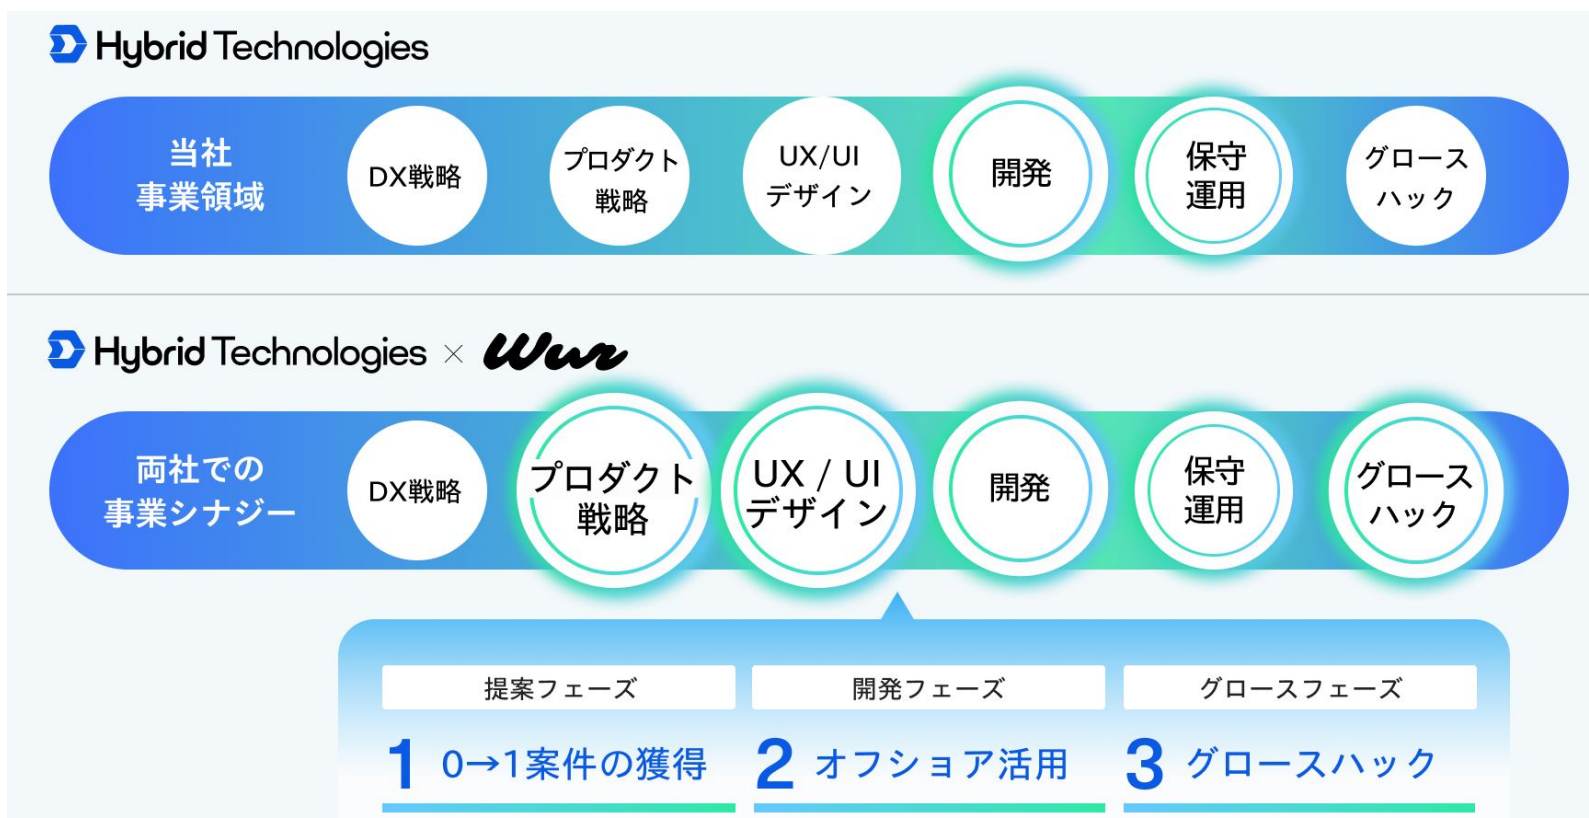 Hybrid Technologies
当社
事業領域
DX戦略
プロダクト
戦略
UX/UI
デザイン
開発
保守
運用
グロース
ハック
Hybrid Technologies × Wur
両社での
事業シナジー
DX戦略
プロダクト
戦略
UX / UI
デザイン
開発
保守
運用
グロース
ハック
提案フェーズ
開発フェーズ
グロースフェーズ
1 0→1案件の獲得
2 オフショア活用
3 グロースハック